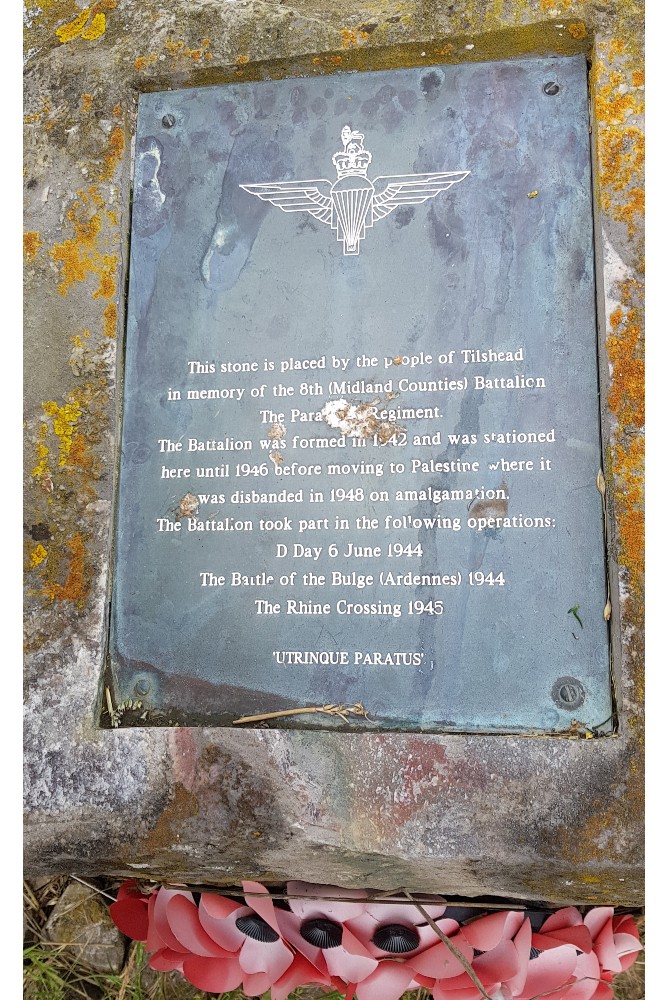 This stone is placed by the people of Tilshead
in memory of the 8th (Midland Counties) Battalion
The Parachute Regiment.
The Battalion was formed in 1942 and was stationed
here until 1946 before moving to Palestine where it
was disbanded in 1948 on amalgamation.
The Battalion took part in the following operations:
D Day 6 June 1944
The Battle of the Bulge (Ardennes) 1944
The Rhine Crossing 1945
'UTRINQUE PARATUS'